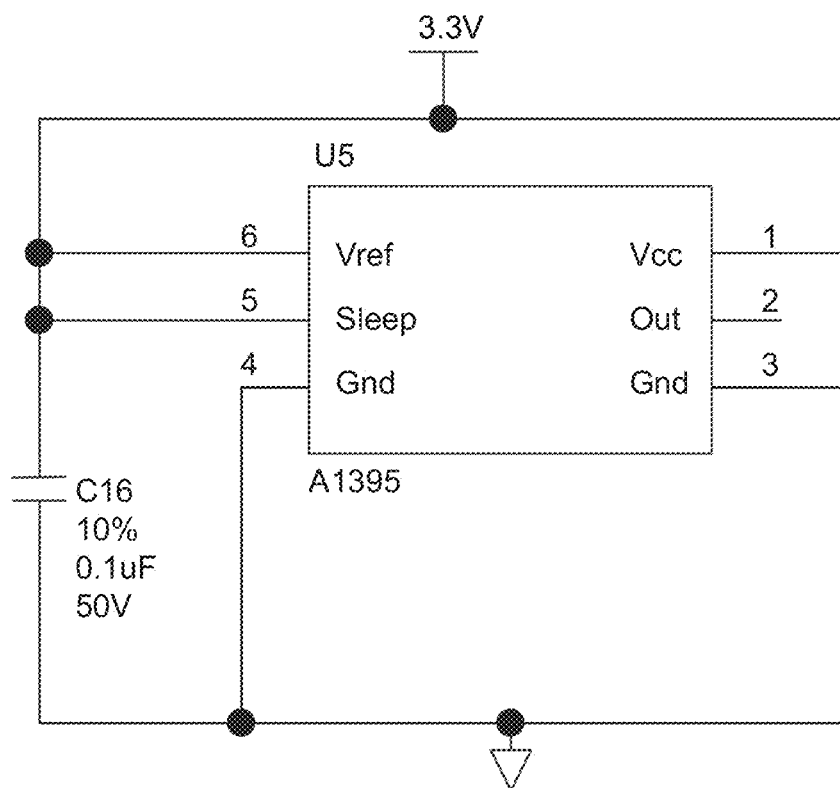 3.3V
U5
6 Vref Vcc 1
5 Sleep Out 2
4 Gnd Gnd 3
A1395
C16
10%
0.1uF
50V